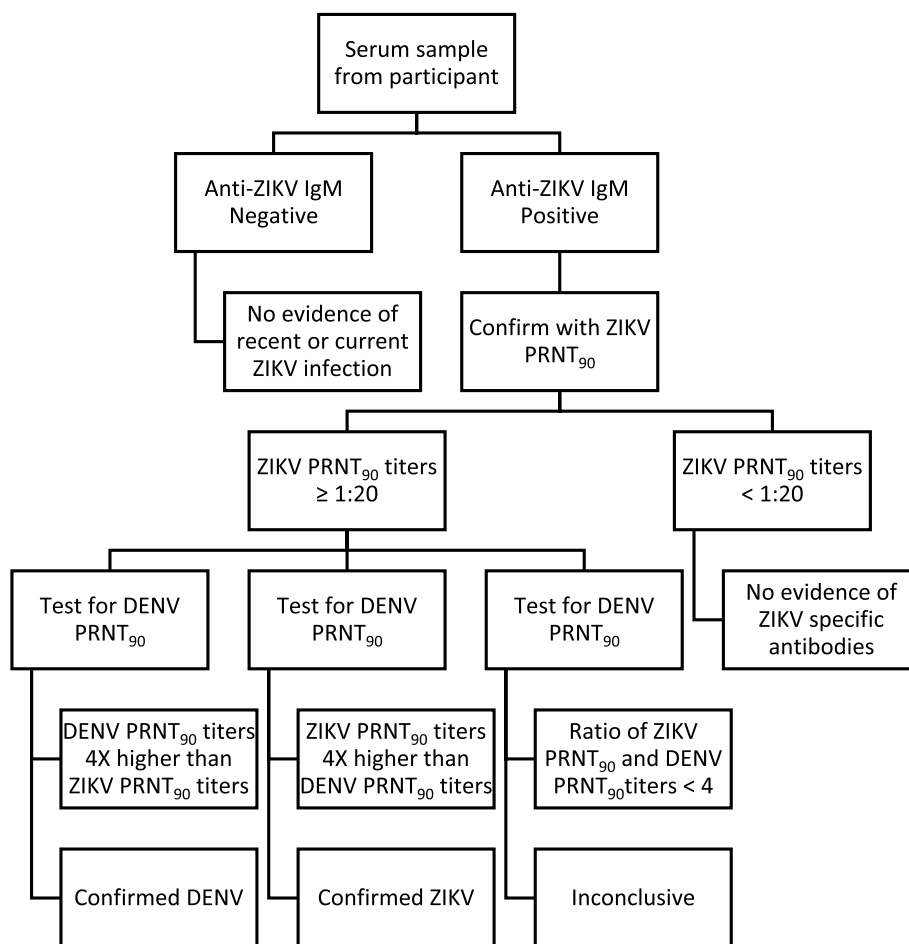 Serum sample
from participant
Anti-ZIKV IgM
Negative
Anti-ZIKV IgM
Positive
No evidence of
recent or current
ZIKV infection
Confirm with ZIKV
PRNT₉₀
ZIKV PRNT₉₀ titers
≥ 1:20
ZIKV PRNT₉₀ titers
< 1:20
Test for DENV
PRNT₉₀
Test for DENV
PRNT₉₀
Test for DENV
PRNT₉₀
No evidence of
ZIKV specific
antibodies
DENV PRNT₉₀ titers
4X higher than
ZIKV PRNT₉₀ titers
ZIKV PRNT₉₀ titers
4X higher than
DENV PRNT₉₀ titers
Ratio of ZIKV
PRNT₉₀ and DENV
PRNT₉₀titers < 4
Confirmed DENV
Confirmed ZIKV
Inconclusive